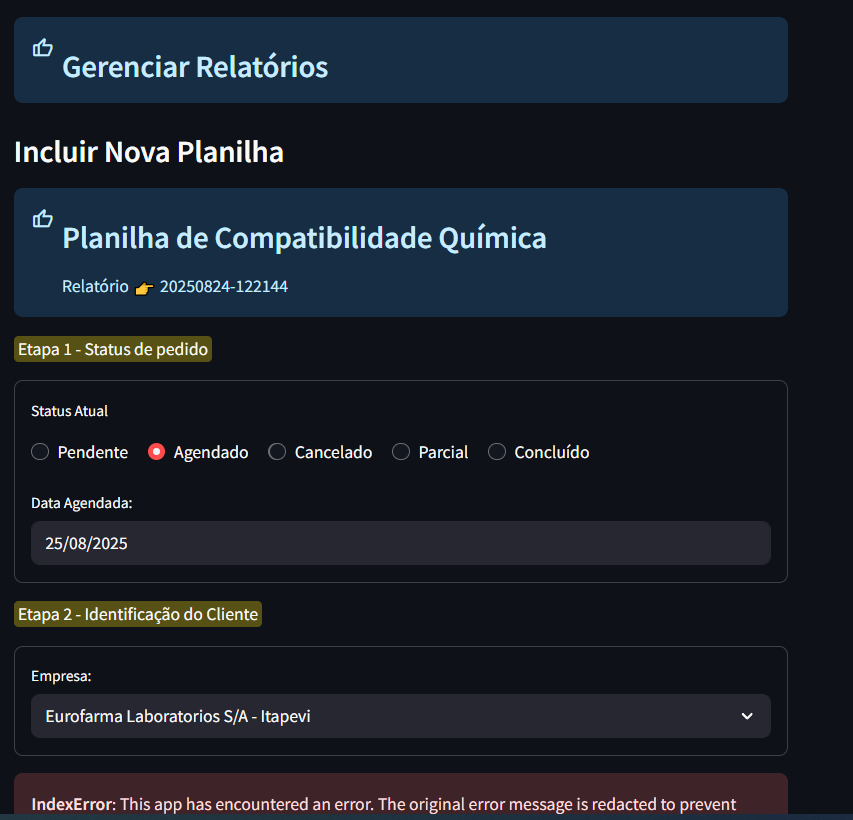 Gerenciar Relatórios
Incluir Nova Planilha
Planilha de Compatibilidade Química
Relatório 👉 20250824-122144
Etapa 1 - Status de pedido
Status Atual
Pendente Agendado Cancelado Parcial Concluído
Data Agendada:
25/08/2025
Etapa 2 - Identificação do Cliente
Empresa:
Eurofarma Laboratorios S/A - Itapevi
IndexError: This app has encountered an error. The original error message is redacted to prevent